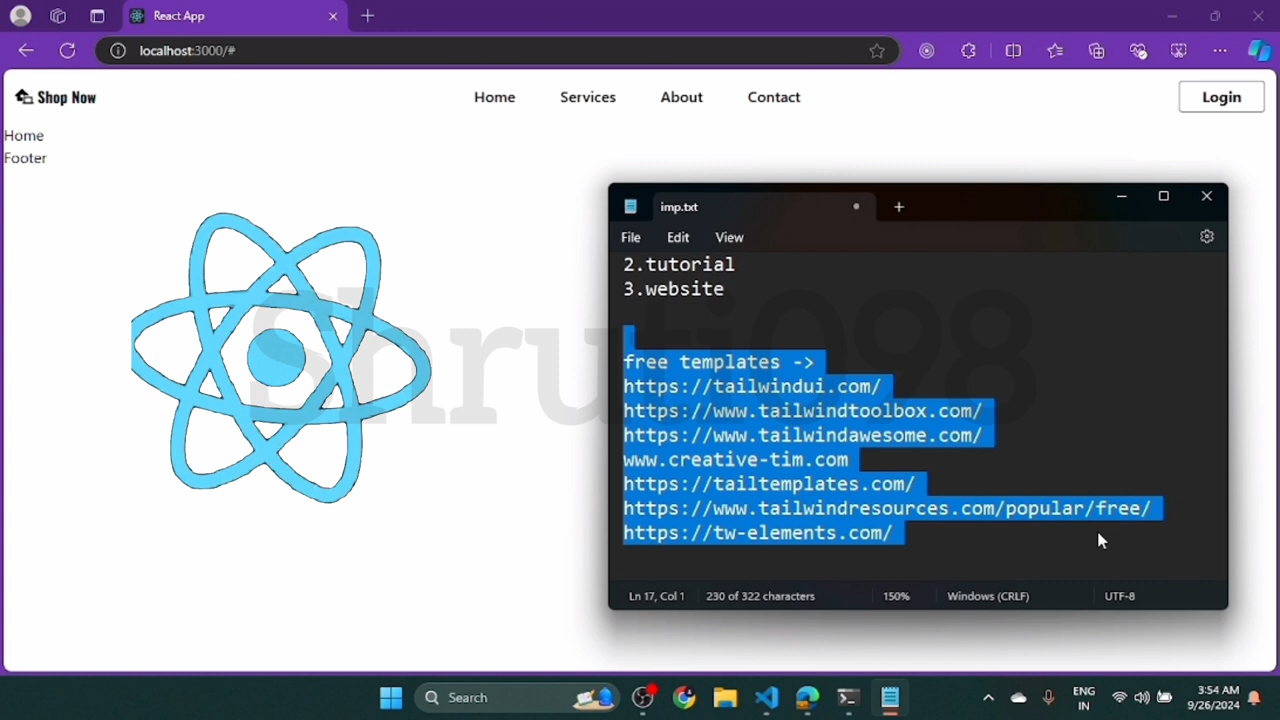 React App
localhost:3000/#
Shop Now
Home
Services
About
Contact
Login
Home
Footer
Shruti098
imp.txt
File
Edit
View
2.tutorial
3.website
free templates ->
https://tailwindui.com/
https://www.tailwindtoolbox.com/
https://www.tailwindawesome.com/
www.creative-tim.com
https://tailtemplates.com/
https://www.tailwindresources.com/popular/free/
https://tw-elements.com/
Ln 17, Col 1
230 of 322 characters
150%
Windows (CRLF)
UTF-8
Search
ENG
IN
3:54 AM
9/26/2024